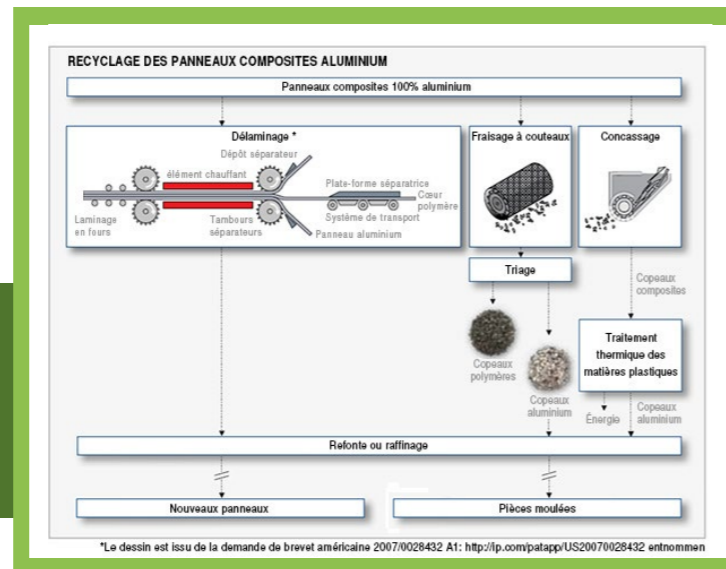 RECYCLAGE DES PANNEAUX COMPOSITES ALUMINIUM
Panneaux composites 100% aluminium
Délaminage *
Dépôt séparateur
élément chauffant
Plate-forme séparatrice
Cœur
polymère
Laminage
en fours
Tambours
séparateurs
Système de transport
Panneau aluminium
Fraisage à couteaux
Concassage
Triage
Copeaux
composites
Copeaux
polymères
Copeaux
aluminium
Traitement
thermique des
matières plastiques
Énergie
Copeaux
aluminium
Refonte ou raffinage
Nouveaux panneaux
Pièces moulées
*Le dessin est issu de la demande de brevet américaine 2007/0028432 A1: http://ip.com/patapp/US20070028432 entnommen